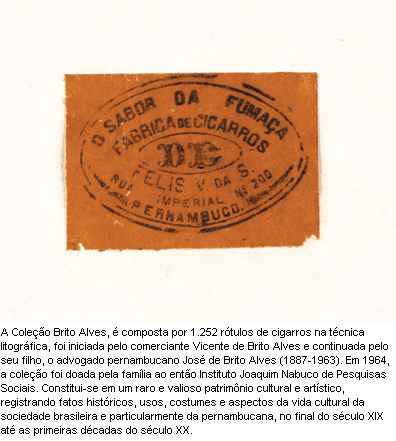 O SABOR DA FUMAÇA
FABRICA DE CIGARROS
DE
FELIS V. DA S.
RUA IMPERIAL Nº 200
PERNAMBUCO.
A Coleção Brito Alves, é composta por 1.252 rótulos de cigarros na técnica
litográfica, foi iniciada pelo comerciante Vicente de Brito Alves e continuada pelo
seu filho, o advogado pernambucano José de Brito Alves (1887-1963). Em 1964,
a coleção foi doada pela família ao então Instituto Joaquim Nabuco de Pesquisas
Sociais. Constitui-se em um raro e valioso patrimônio cultural e artístico,
registrando fatos históricos, usos, costumes e aspectos da vida cultural da
sociedade brasileira e particularmente da pernambucana, no final do século XIX
até as primeiras décadas do século XX.